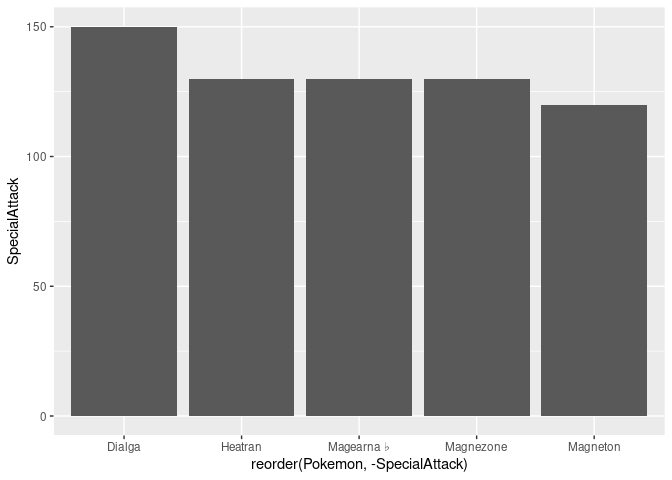 150
100
50
0
SpecialAttack
Dialga
Heatran
Magearna ♭
Magnezone
Magneton
reorder(Pokemon, -SpecialAttack)